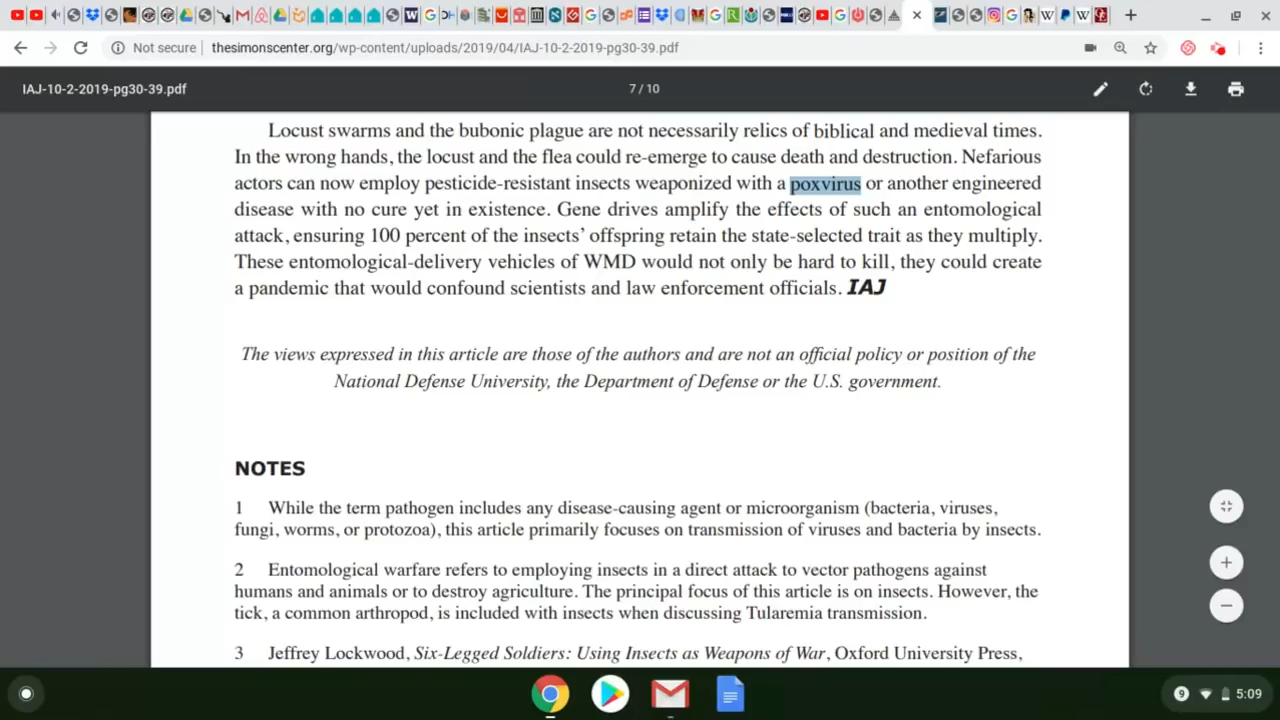 Not secure
thesimonscenter.org/wp-content/uploads/2019/04/IAJ-10-2-2019-pg30-39.pdf
IAJ-10-2-2019-pg30-39.pdf
7 / 10
Locust swarms and the bubonic plague are not necessarily relics of biblical and medieval times.
In the wrong hands, the locust and the flea could re-emerge to cause death and destruction. Nefarious
actors can now employ pesticide-resistant insects weaponized with a poxvirus or another engineered
disease with no cure yet in existence. Gene drives amplify the effects of such an entomological
attack, ensuring 100 percent of the insects’ offspring retain the state-selected trait as they multiply.
These entomological-delivery vehicles of WMD would not only be hard to kill, they could create
a pandemic that would confound scientists and law enforcement officials. IAJ
The views expressed in this article are those of the authors and are not an official policy or position of the
National Defense University, the Department of Defense or the U.S. government.
NOTES
1 While the term pathogen includes any disease-causing agent or microorganism (bacteria, viruses,
fungi, worms, or protozoa), this article primarily focuses on transmission of viruses and bacteria by insects.
2 Entomological warfare refers to employing insects in a direct attack to vector pathogens against
humans and animals or to destroy agriculture. The principal focus of this article is on insects. However, the
tick, a common arthropod, is included with insects when discussing Tularemia transmission.
3 Jeffrey Lockwood, Six-Legged Soldiers: Using Insects as Weapons of War, Oxford University Press,
9
5:09